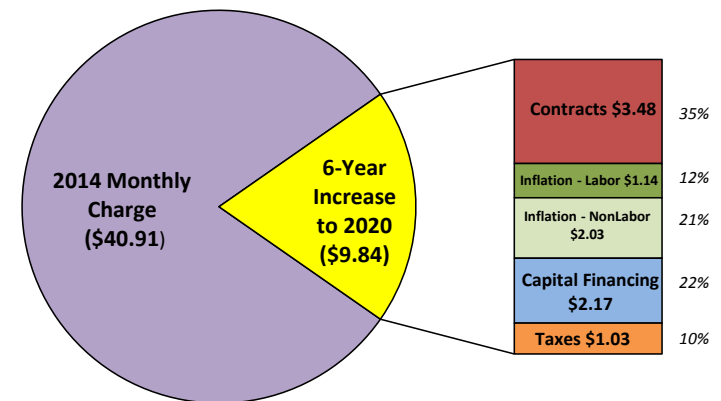 2014 Monthly
Charge
($40.91)
6-Year
Increase
to 2020
($9.84)
Contracts $3.48
35%
Inflation - Labor $1.14
12%
Inflation - NonLabor
$2.03
21%
Capital Financing
$2.17
22%
Taxes $1.03
10%